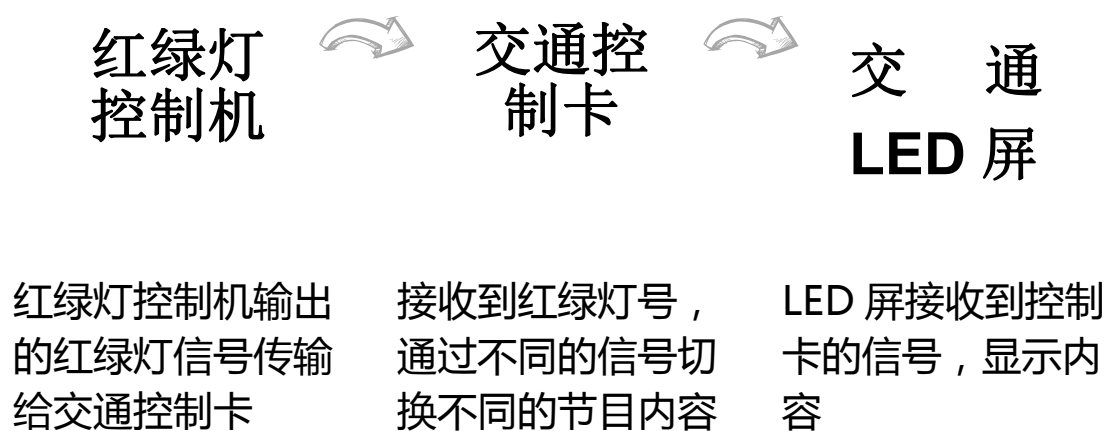 红绿灯
控制机
交通控
制卡
交 通
LED 屏
红绿灯控制机输出
的红绿灯信号传输
给交通控制卡
接收到红绿灯号，
通过不同的信号切
换不同的节目内容
LED 屏接收到控制
卡的信号，显示内
容